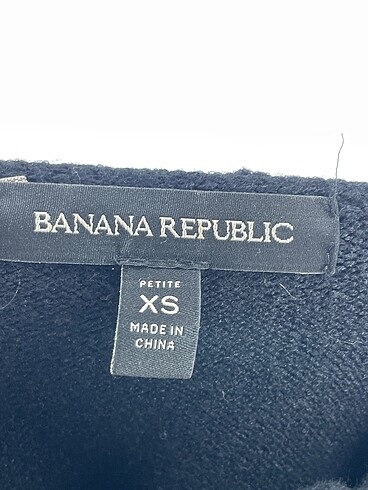 BANANA REPUBLIC
PETITE
XS
MADE IN
CHINA